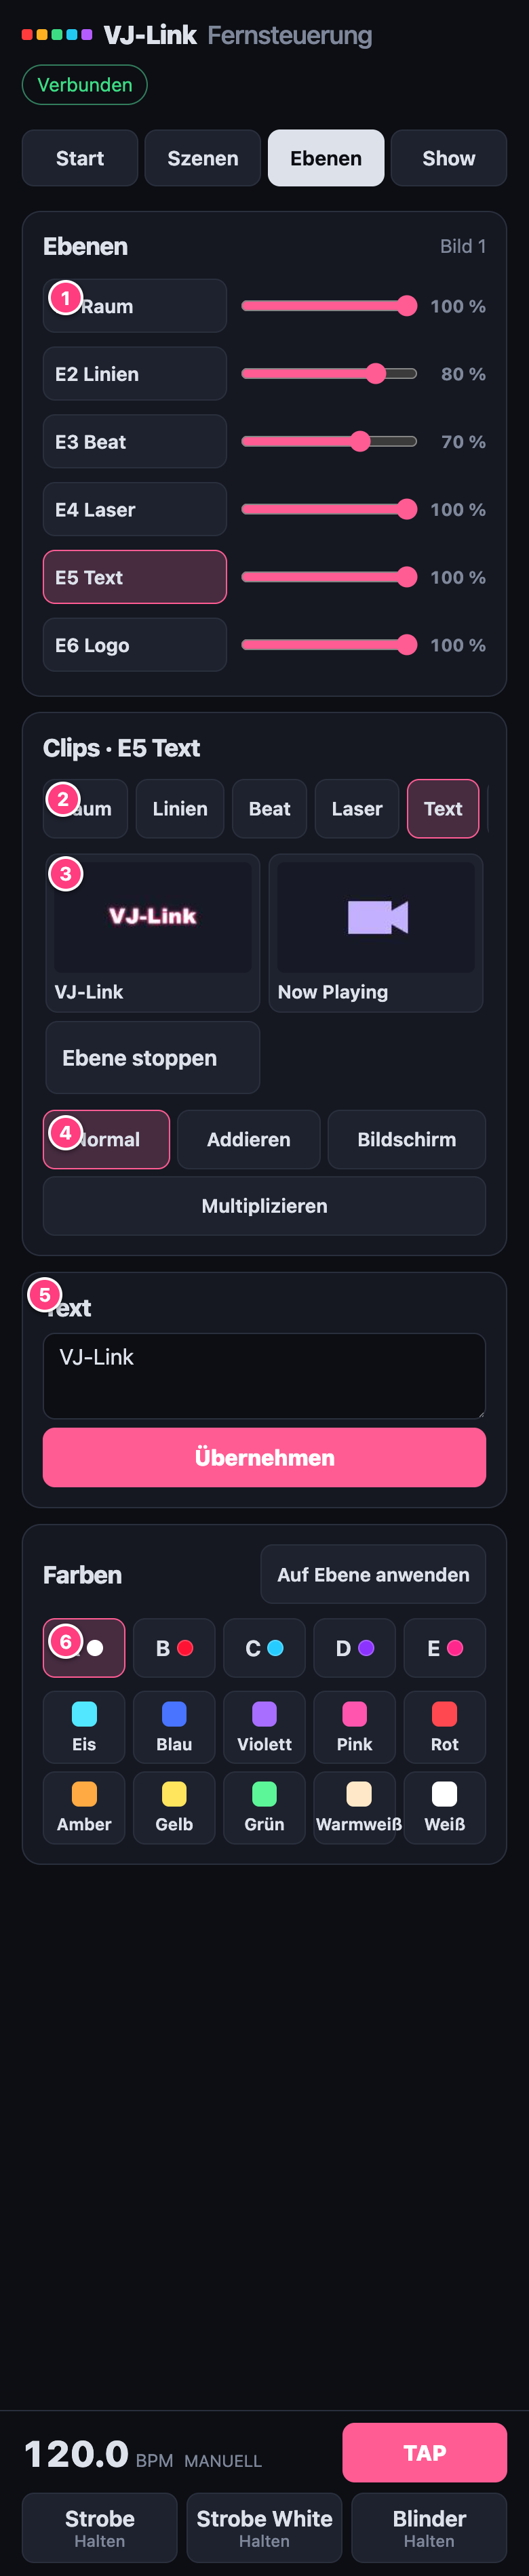 VJ-Link Fernsteuerung
Verbunden
Start Szenen Ebenen Show
Ebenen Bild 1
1 Raum 100 %
E2 Linien 80 %
E3 Beat 70 %
E4 Laser 100 %
E5 Text 100 %
E6 Logo 100 %
Clips · E5 Text
2 aum Linien Beat Laser Text
3
VJ-Link
VJ-Link Now Playing
Ebene stoppen
4 ormal Addieren Bildschirm
Multiplizieren
5
Text
VJ-Link
Übernehmen
Farben Auf Ebene anwenden
6 B C D E
Eis Blau Violett Pink Rot
Amber Gelb Grün Warmweiß Weiß
120.0 BPM MANUELL TAP
Strobe Strobe White Blinder
Halten Halten Halten